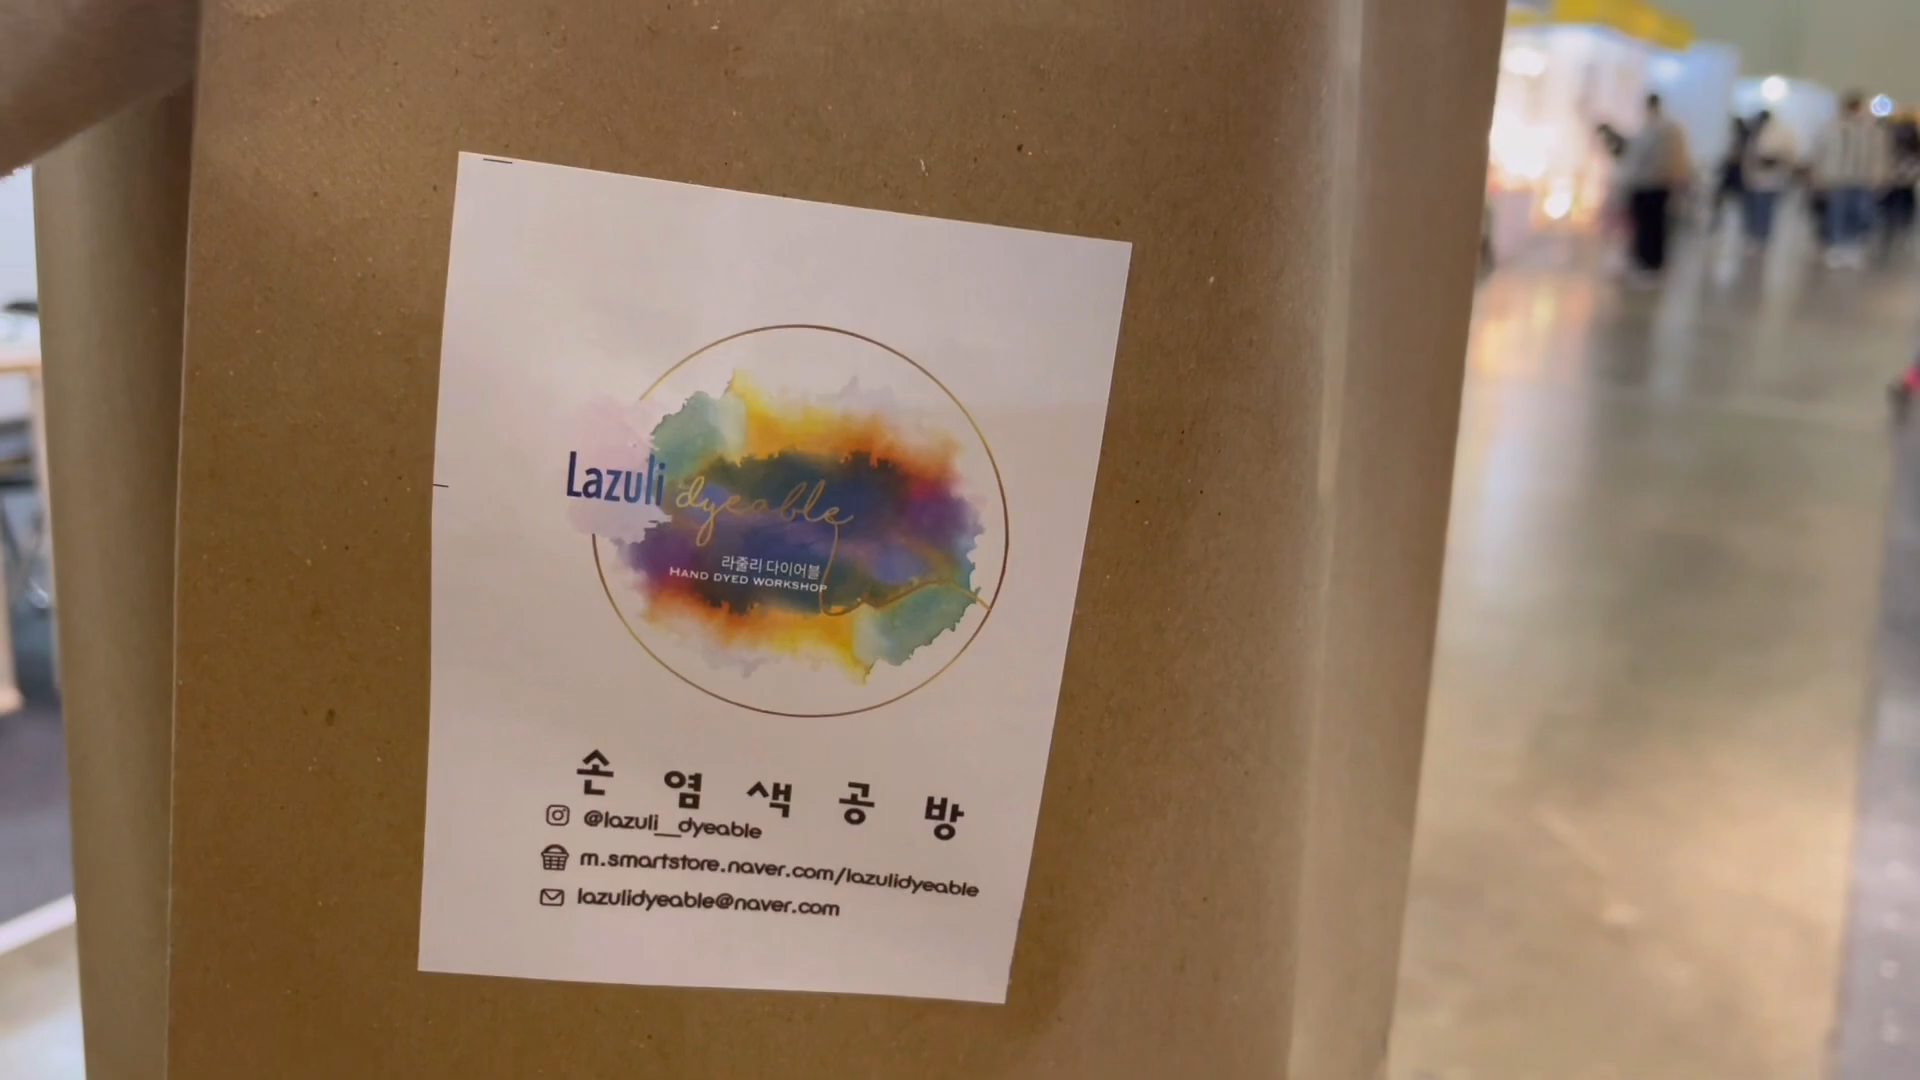 Lazuli dyeable
라줄리 다이어블
HAND DYED WORKSHOP
손 염 색 공 방
@lazuli__dyeable
m.smartstore.naver.com/lazulidyeable
lazulidyeable@naver.com